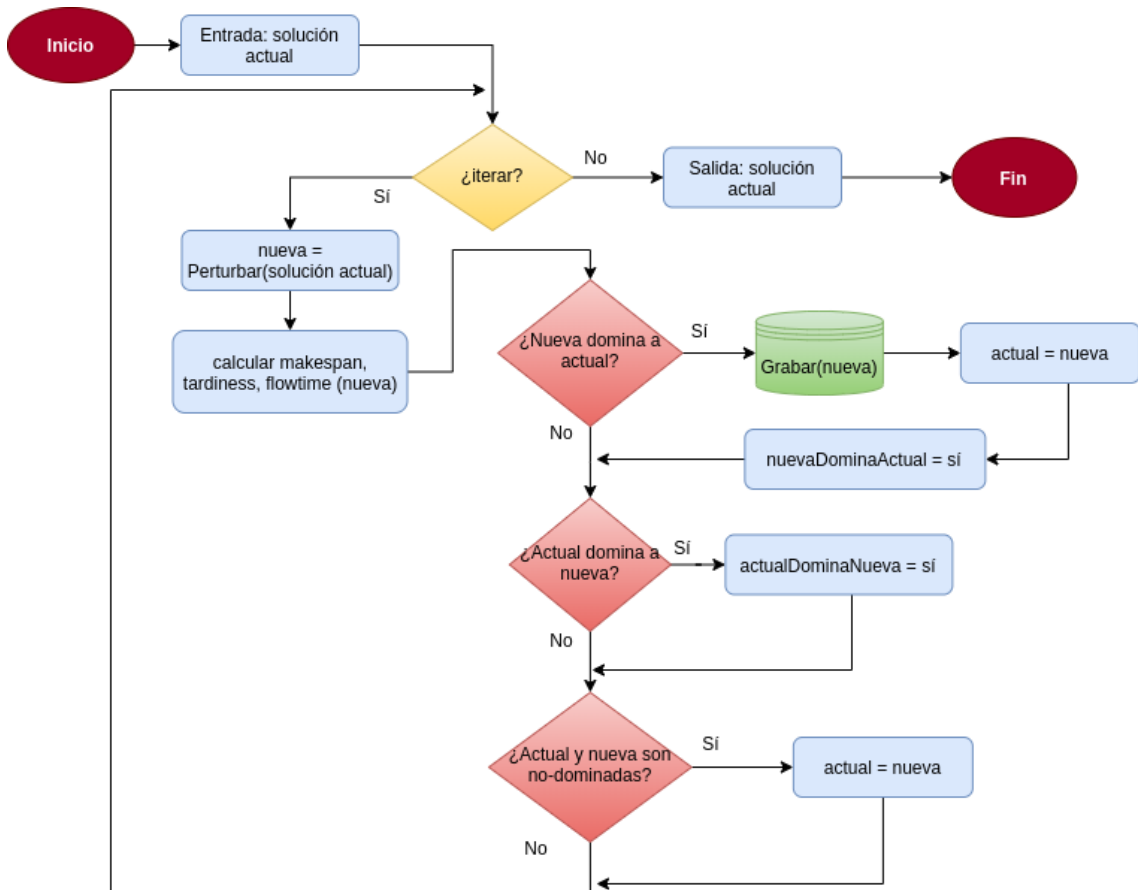 Inicio
Entrada: solución
actual
¿iterar?
No
Salida: solución
actual
Fin
Sí
nueva =
Perturbar(solución actual)
calcular makespan,
tardiness, flowtime (nueva)
¿Nueva domina a
actual?
Sí
Grabar(nueva)
actual = nueva
nuevaDominaActual = sí
No
¿Actual domina a
nueva?
Sí
actualDominaNueva = sí
No
¿Actual y nueva son
no-dominadas?
Sí
actual = nueva
No